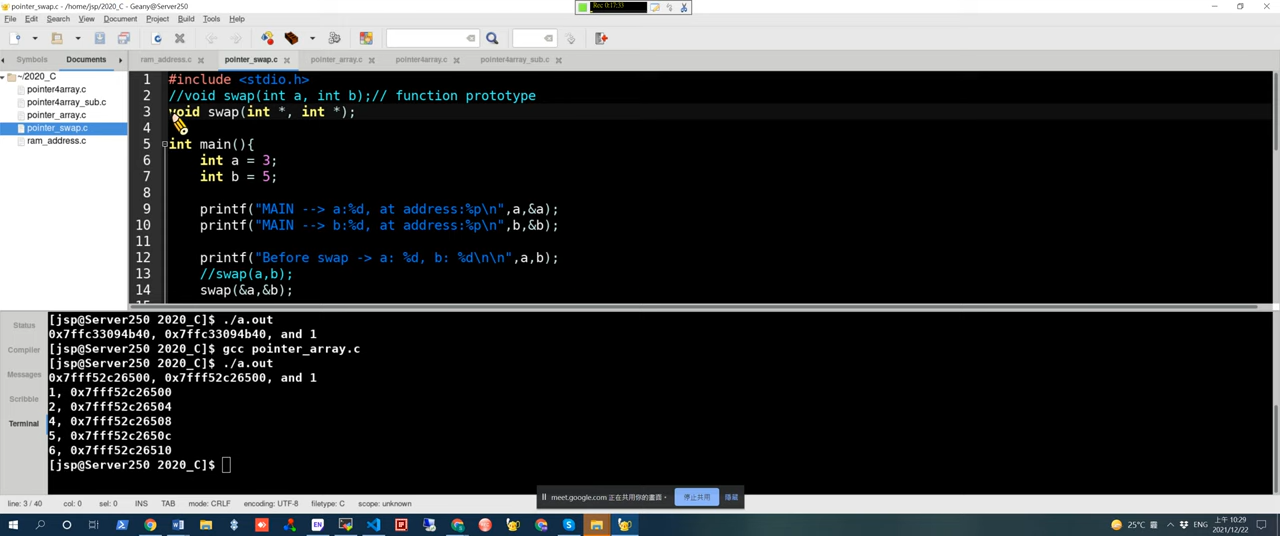 pointer_swap.c - /home/jsp/2020_C - Geany@Server250
Rec 0:17:33
File Edit Search View Document Project Build Tools Help
Symbols Documents
ram_address.c pointer_swap.c pointer_array.c pointer4array.c pointer4array_sub.c
~/2020_C
pointer4array.c
pointer4array_sub.c
pointer_array.c
pointer_swap.c
ram_address.c
1 #include <stdio.h>
2 //void swap(int a, int b);// function prototype
3 void swap(int *, int *);
4
5 int main(){
6 int a = 3;
7 int b = 5;
8
9 printf("MAIN --> a:%d, at address:%p\n",a,&a);
10 printf("MAIN --> b:%d, at address:%p\n",b,&b);
11
12 printf("Before swap -> a: %d, b: %d\n\n",a,b);
13 //swap(a,b);
14 swap(&a,&b);
15
Status
Compiler
Messages
Scribble
Terminal
[jsp@Server250 2020_C]$ ./a.out
0x7ffc33094b40, 0x7ffc33094b40, and 1
[jsp@Server250 2020_C]$ gcc pointer_array.c
[jsp@Server250 2020_C]$ ./a.out
0x7fff52c26500, 0x7fff52c26500, and 1
1, 0x7fff52c26500
2, 0x7fff52c26504
4, 0x7fff52c26508
5, 0x7fff52c2650c
6, 0x7fff52c26510
[jsp@Server250 2020_C]$
meet.google.com 正在共用你的畫面。 停止共用 隱藏
line: 3 / 40 col: 0 sel: 0 INS TAB mode: CRLF encoding: UTF-8 filetype: C scope: unknown
EN
25°C ENG
上午 10:29
2021/12/22